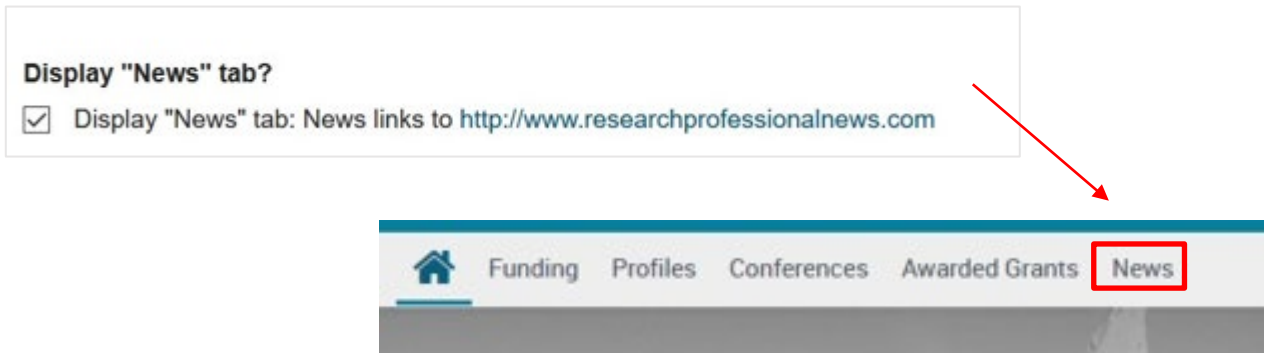 Display "News" tab?
Display "News" tab: News links to http://www.researchprofessionalnews.com
Funding Profiles Conferences Awarded Grants News